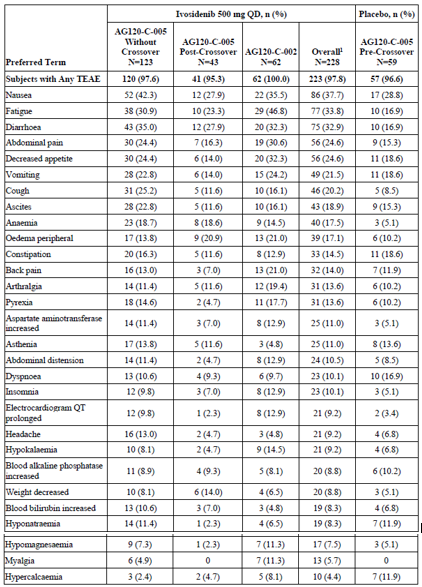 Ivosidenib 500 mg QD, n (%) Placebo, n (%)
Preferred Term AG120-C-005 Without Crossover N=123 AG120-C-005 Post-Crossover N=43 AG120-C-002 N=62 Overall¹ N=228 AG120-C-005 Pre-Crossover N=59
Subjects with Any TEAE 120 (97.6) 41 (95.3) 62 (100.0) 223 (97.8) 57 (96.6)
Nausea 52 (42.3) 12 (27.9) 22 (35.5) 86 (37.7) 17 (28.8)
Fatigue 38 (30.9) 10 (23.3) 29 (46.8) 77 (33.8) 10 (16.9)
Diarrhoea 43 (35.0) 12 (27.9) 20 (32.3) 75 (32.9) 10 (16.9)
Abdominal pain 30 (24.4) 7 (16.3) 19 (30.6) 56 (24.6) 9 (15.3)
Decreased appetite 30 (24.4) 6 (14.0) 20 (32.3) 56 (24.6) 11 (18.6)
Vomiting 28 (22.8) 6 (14.0) 15 (24.2) 49 (21.5) 11 (18.6)
Cough 31 (25.2) 5 (11.6) 10 (16.1) 46 (20.2) 5 (8.5)
Ascites 28 (22.8) 5 (11.6) 10 (16.1) 43 (18.9) 9 (15.3)
Anaemia 23 (18.7) 8 (18.6) 9 (14.5) 40 (17.5) 3 (5.1)
Oedema peripheral 17 (13.8) 9 (20.9) 13 (21.0) 39 (17.1) 6 (10.2)
Constipation 20 (16.3) 5 (11.6) 8 (12.9) 33 (14.5) 11 (18.6)
Back pain 16 (13.0) 3 (7.0) 13 (21.0) 32 (14.0) 7 (11.9)
Arthralgia 14 (11.4) 5 (11.6) 12 (19.4) 31 (13.6) 6 (10.2)
Pyrexia 18 (14.6) 2 (4.7) 11 (17.7) 31 (13.6) 6 (10.2)
Aspartate aminotransferase increased 14 (11.4) 3 (7.0) 8 (12.9) 25 (11.0) 3 (5.1)
Asthenia 17 (13.8) 5 (11.6) 3 (4.8) 25 (11.0) 8 (13.6)
Abdominal distension 14 (11.4) 2 (4.7) 8 (12.9) 24 (10.5) 5 (8.5)
Dyspnoea 13 (10.6) 4 (9.3) 6 (9.7) 23 (10.1) 10 (16.9)
Insomnia 12 (9.8) 3 (7.0) 8 (12.9) 23 (10.1) 3 (5.1)
Electrocardiogram QT prolonged 12 (9.8) 1 (2.3) 8 (12.9) 21 (9.2) 2 (3.4)
Headache 16 (13.0) 2 (4.7) 3 (4.8) 21 (9.2) 4 (6.8)
Hypokalaemia 10 (8.1) 2 (4.7) 9 (14.5) 21 (9.2) 4 (6.8)
Blood alkaline phosphatase increased 11 (8.9) 4 (9.3) 5 (8.1) 20 (8.8) 6 (10.2)
Weight decreased 10 (8.1) 6 (14.0) 4 (6.5) 20 (8.8) 3 (5.1)
Blood bilirubin increased 13 (10.6) 3 (7.0) 3 (4.8) 19 (8.3) 4 (6.8)
Hyponatraemia 14 (11.4) 1 (2.3) 4 (6.5) 19 (8.3) 7 (11.9)
Hypomagnesaemia 9 (7.3) 1 (2.3) 7 (11.3) 17 (7.5) 3 (5.1)
Myalgia 6 (4.9) 0 7 (11.3) 13 (5.7) 0
Hypercalcaemia 3 (2.4) 2 (4.7) 5 (8.1) 10 (4.4) 7 (11.9)